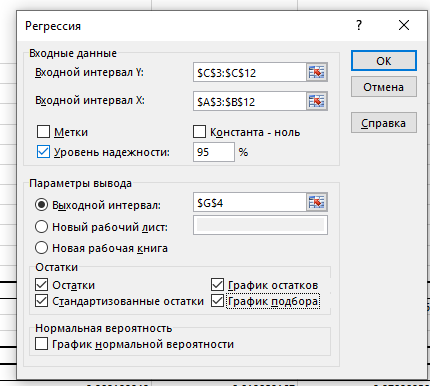 Регрессия ? ×
Входные данные
Входной интервал Y: $C$3:$C$12
Входной интервал X: $A$3:$B$12
Метки Константа - ноль
Уровень надежности: 95 %
ОК
Отмена
Справка
Параметры вывода
Выходной интервал: $G$4
Новый рабочий лист:
Новая рабочая книга
Остатки
Остатки График остатков
Стандартизованные остатки График подбора
Нормальная вероятность
График нормальной вероятности